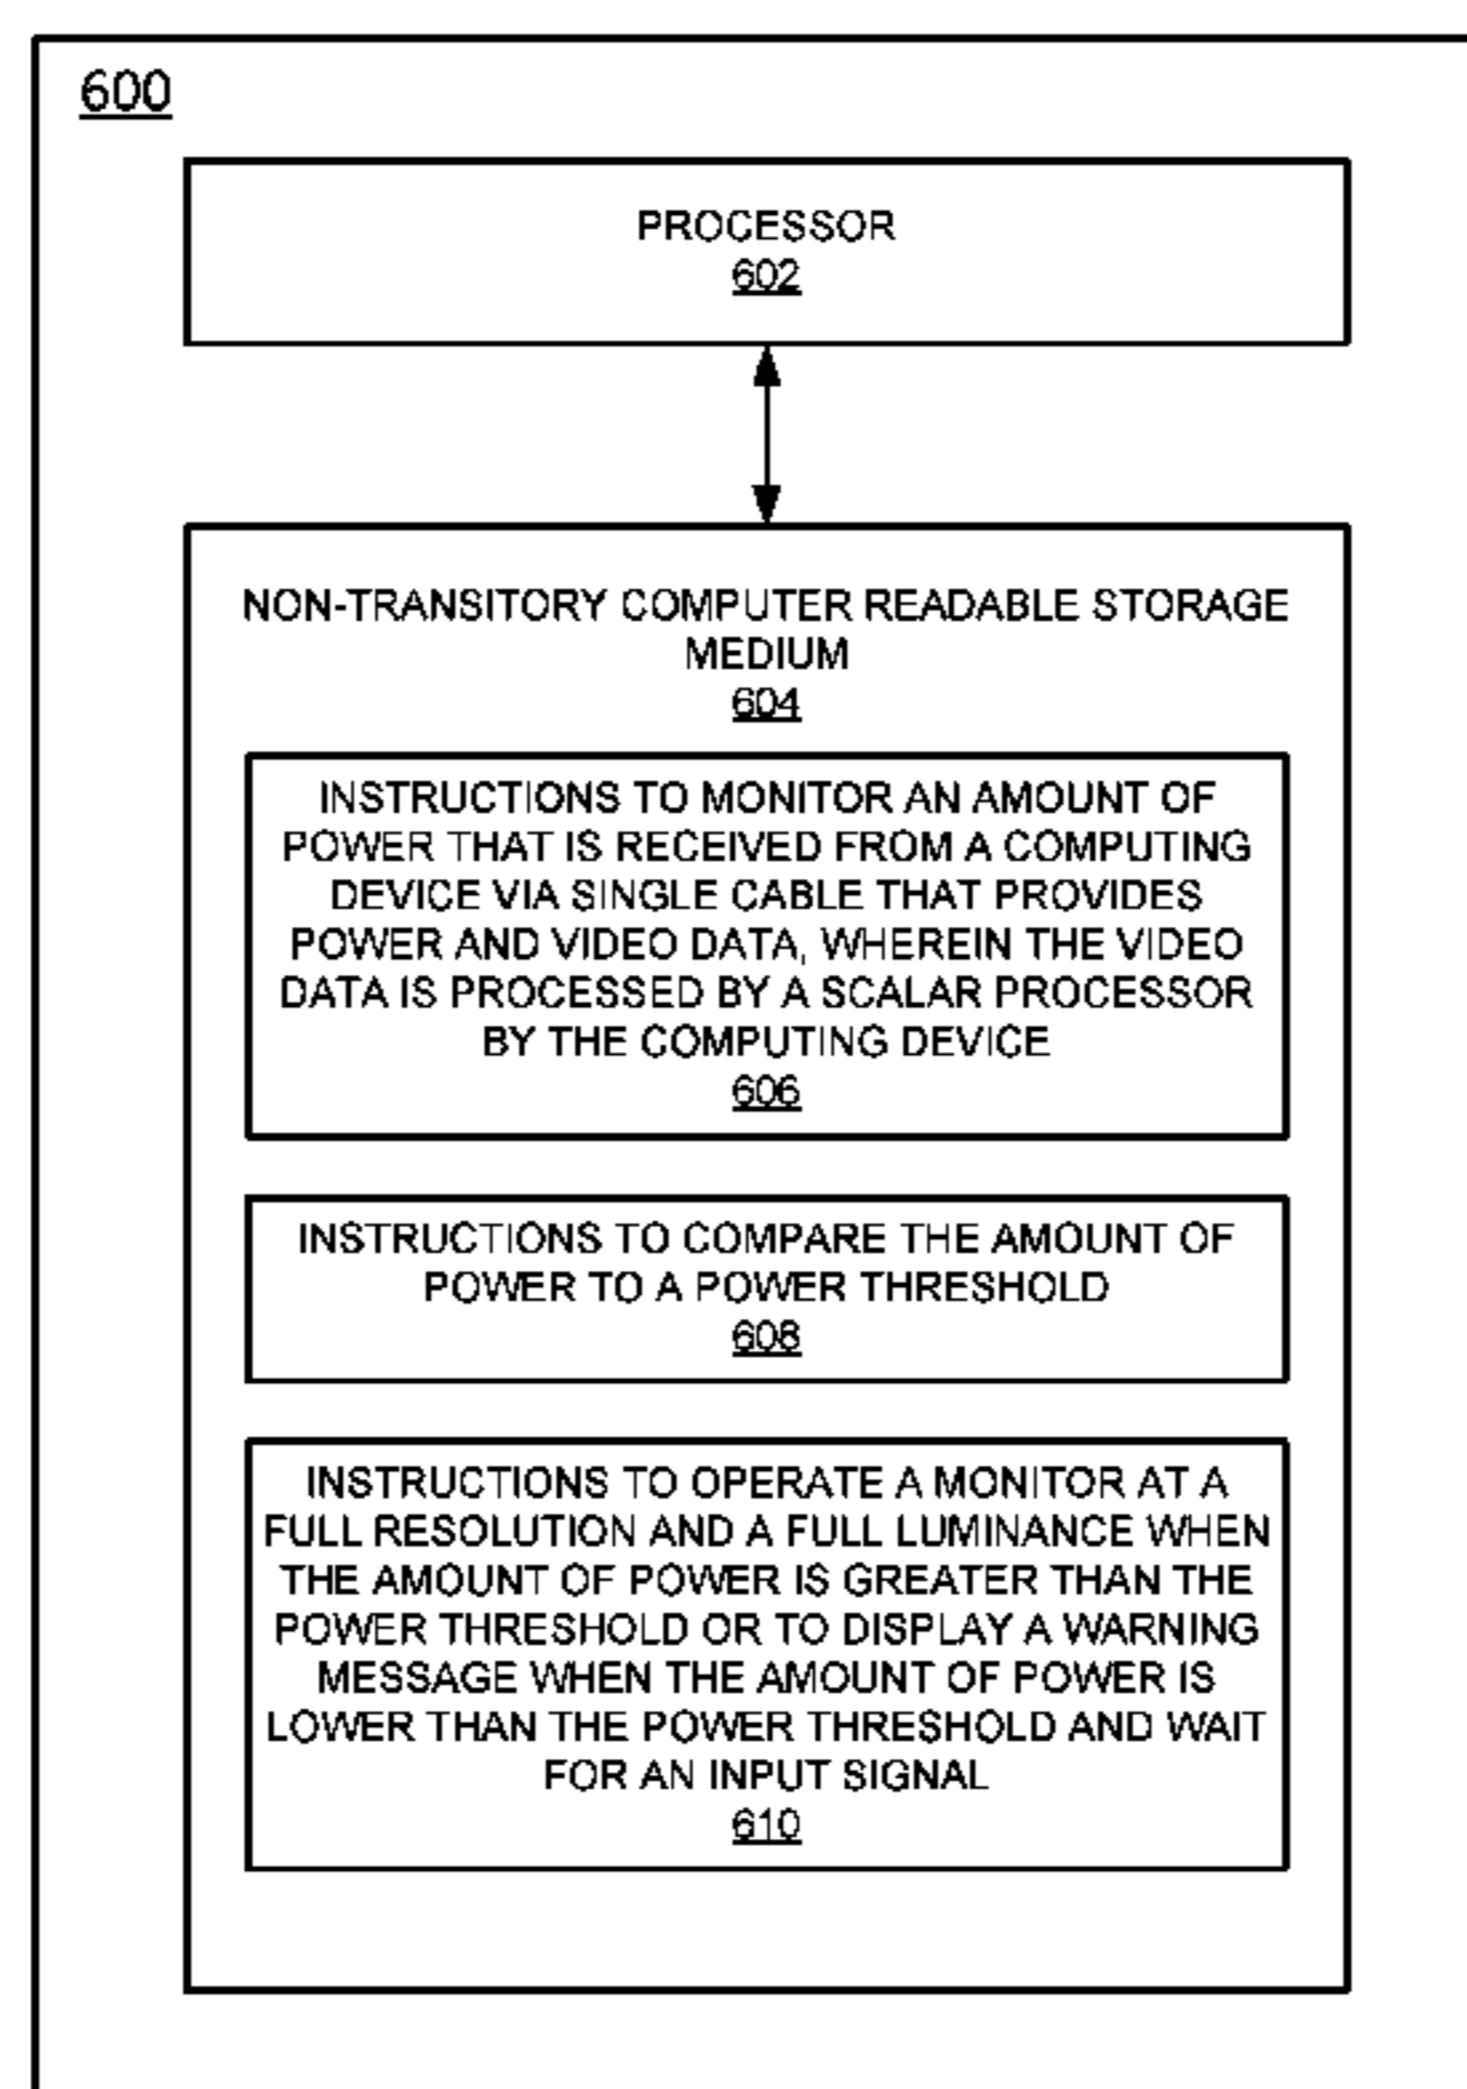 600
PROCESSOR
602
NON-TRANSITORY COMPUTER READABLE STORAGE
MEDIUM
604
INSTRUCTIONS TO MONITOR AN AMOUNT OF
POWER THAT IS RECEIVED FROM A COMPUTING
DEVICE VIA SINGLE CABLE THAT PROVIDES
POWER AND VIDEO DATA, WHEREIN THE VIDEO
DATA IS PROCESSED BY A SCALAR PROCESSOR
BY THE COMPUTING DEVICE
606
INSTRUCTIONS TO COMPARE THE AMOUNT OF
POWER TO A POWER THRESHOLD
608
INSTRUCTIONS TO OPERATE A MONITOR AT A
FULL RESOLUTION AND A FULL LUMINANCE WHEN
THE AMOUNT OF POWER IS GREATER THAN THE
POWER THRESHOLD OR TO DISPLAY A WARNING
MESSAGE WHEN THE AMOUNT OF POWER IS
LOWER THAN THE POWER THRESHOLD AND WAIT
FOR AN INPUT SIGNAL
610